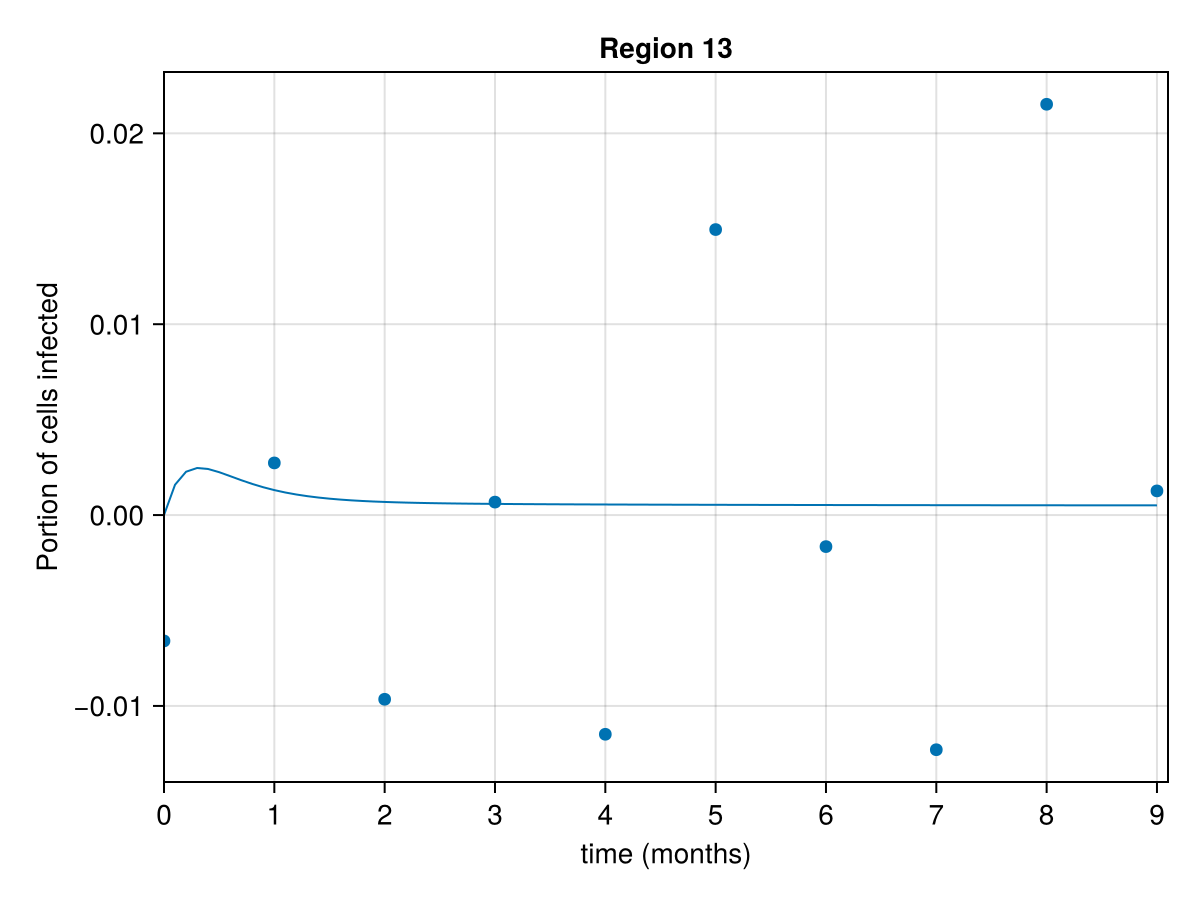 Region 13
Portion of cells infected
0.02
0.01
0.00
−0.01
0 1 2 3 4 5 6 7 8 9
time (months)